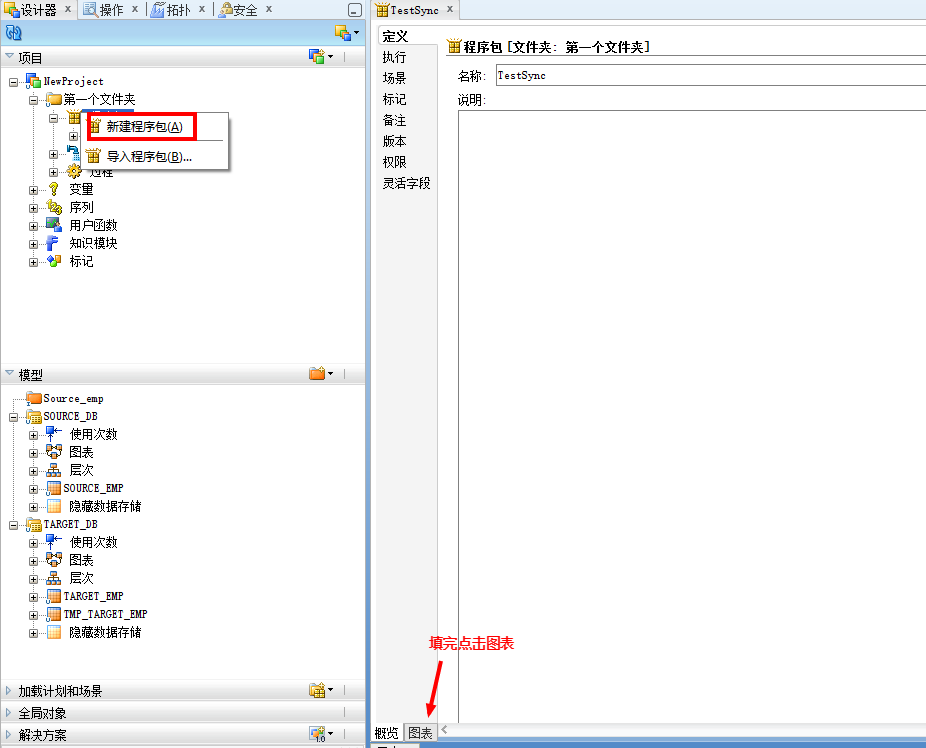 设计器
操作
拓扑
安全
项目
NewProject
第一个文件夹
新建程序包(A)
导入程序包(B)...
过程
变量
序列
用户函数
知识模块
标记
模型
Source_emp
SOURCE_DB
使用次数
图表
层次
SOURCE_EMP
隐藏数据存储
TARGET_DB
使用次数
图表
层次
TARGET_EMP
TMP_TARGET_EMP
隐藏数据存储
加载计划和场景
全局对象
解决方案
TestSync
定义
执行
场景
标记
备注
版本
权限
灵活字段
程序包 [文件夹: 第一个文件夹]
名称: TestSync
说明:
填完点击图表
概览 图表